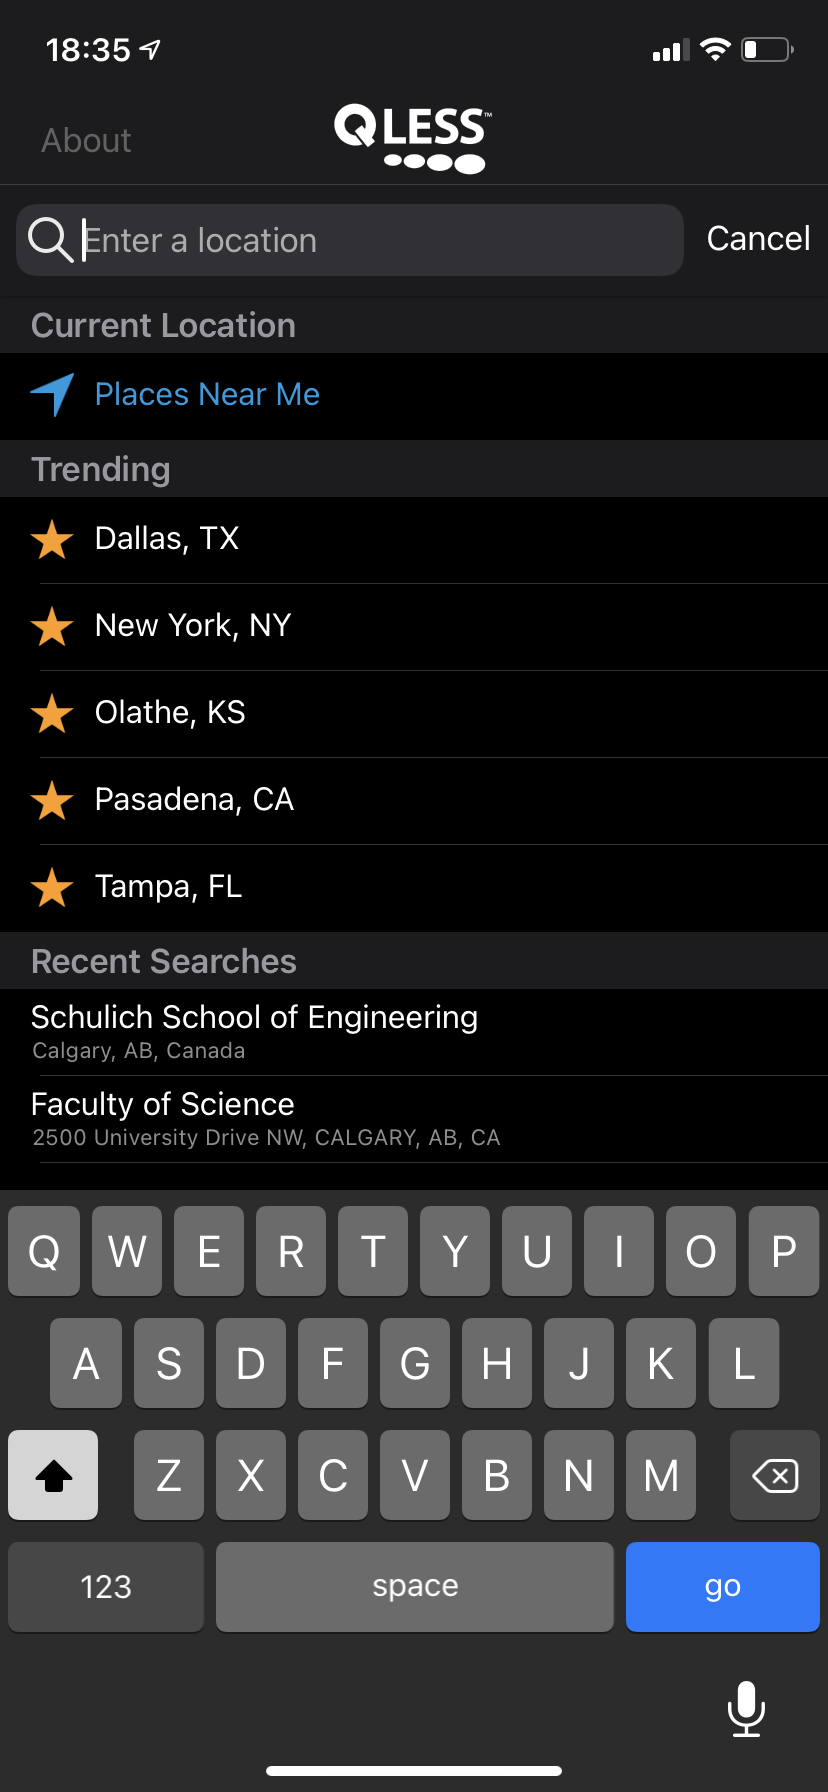 18:35
About
QLESS™
Enter a location
Cancel
Current Location
Places Near Me
Trending
Dallas, TX
New York, NY
Olathe, KS
Pasadena, CA
Tampa, FL
Recent Searches
Schulich School of Engineering
Calgary, AB, Canada
Faculty of Science
2500 University Drive NW, CALGARY, AB, CA
Q W E R T Y U I O P
A S D F G H J K L
Z X C V B N M
123 space go